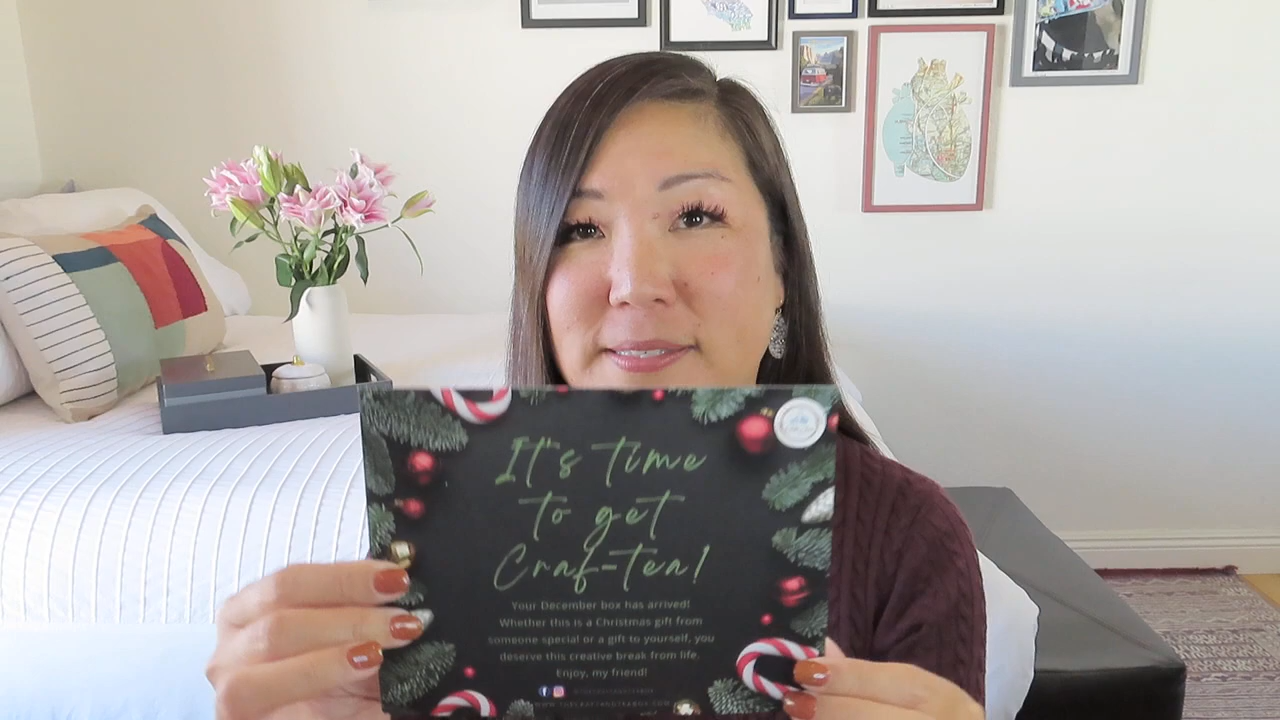 It's time
to get
Craf-tea!
Your December box has arrived!
Whether this is a Christmas gift from
someone special or a gift to yourself, you
deserve this creative break from life.
Enjoy, my friend!